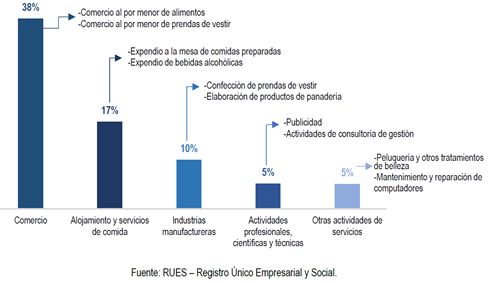 38%
-Comercio al por menor de alimentos
-Comercio al por menor de prendas de vestir
17%
-Expendio a la mesa de comidas preparadas
-Expendio de bebidas alcohólicas
10%
-Confección de prendas de vestir
-Elaboración de productos de panadería
5%
-Publicidad
-Actividades de consultoría de gestión
5%
-Peluquería y otros tratamientos
de belleza
-Mantenimiento y reparación de
computadores
Comercio
Alojamiento y servicios
de comida
Industrias
manufactureras
Actividades
profesionales,
científicas y técnicas
Otras actividades de
servicios
Fuente: RUES – Registro Único Empresarial y Social.